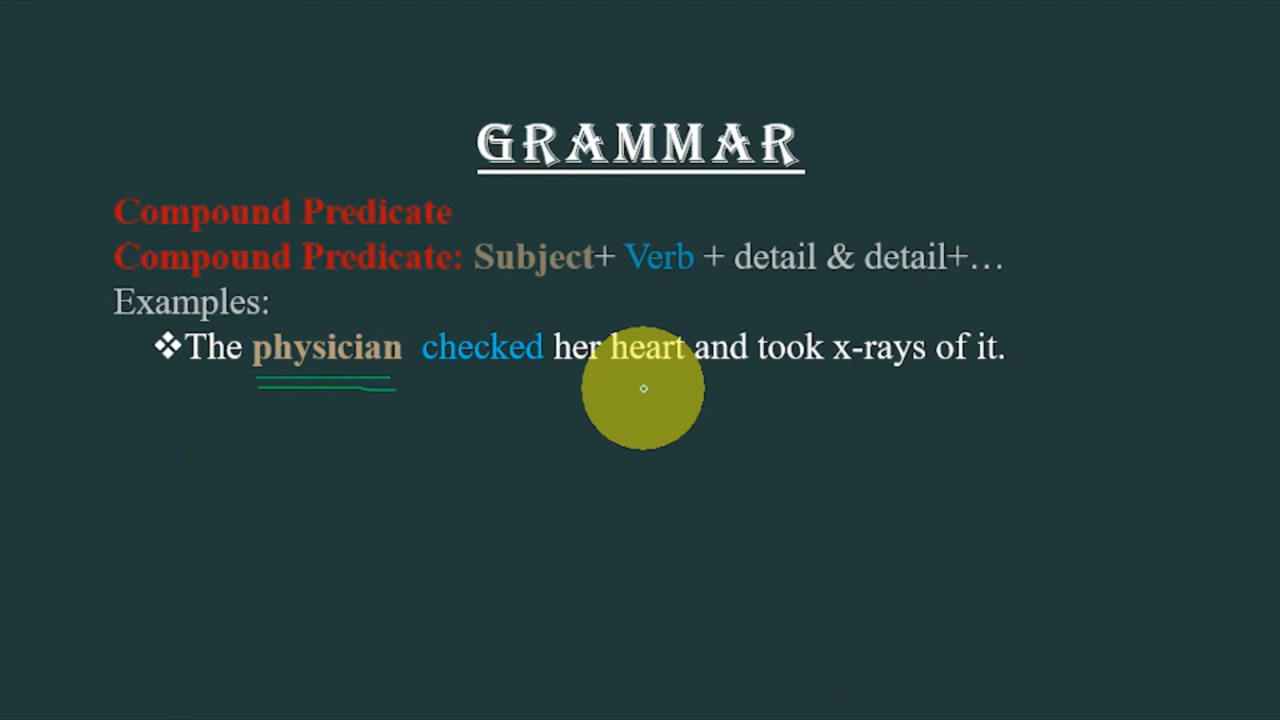 GRAMMAR
Compound Predicate
Compound Predicate: Subject+ Verb + detail & detail+…
Examples:
❖The physician checked her heart and took x-rays of it.